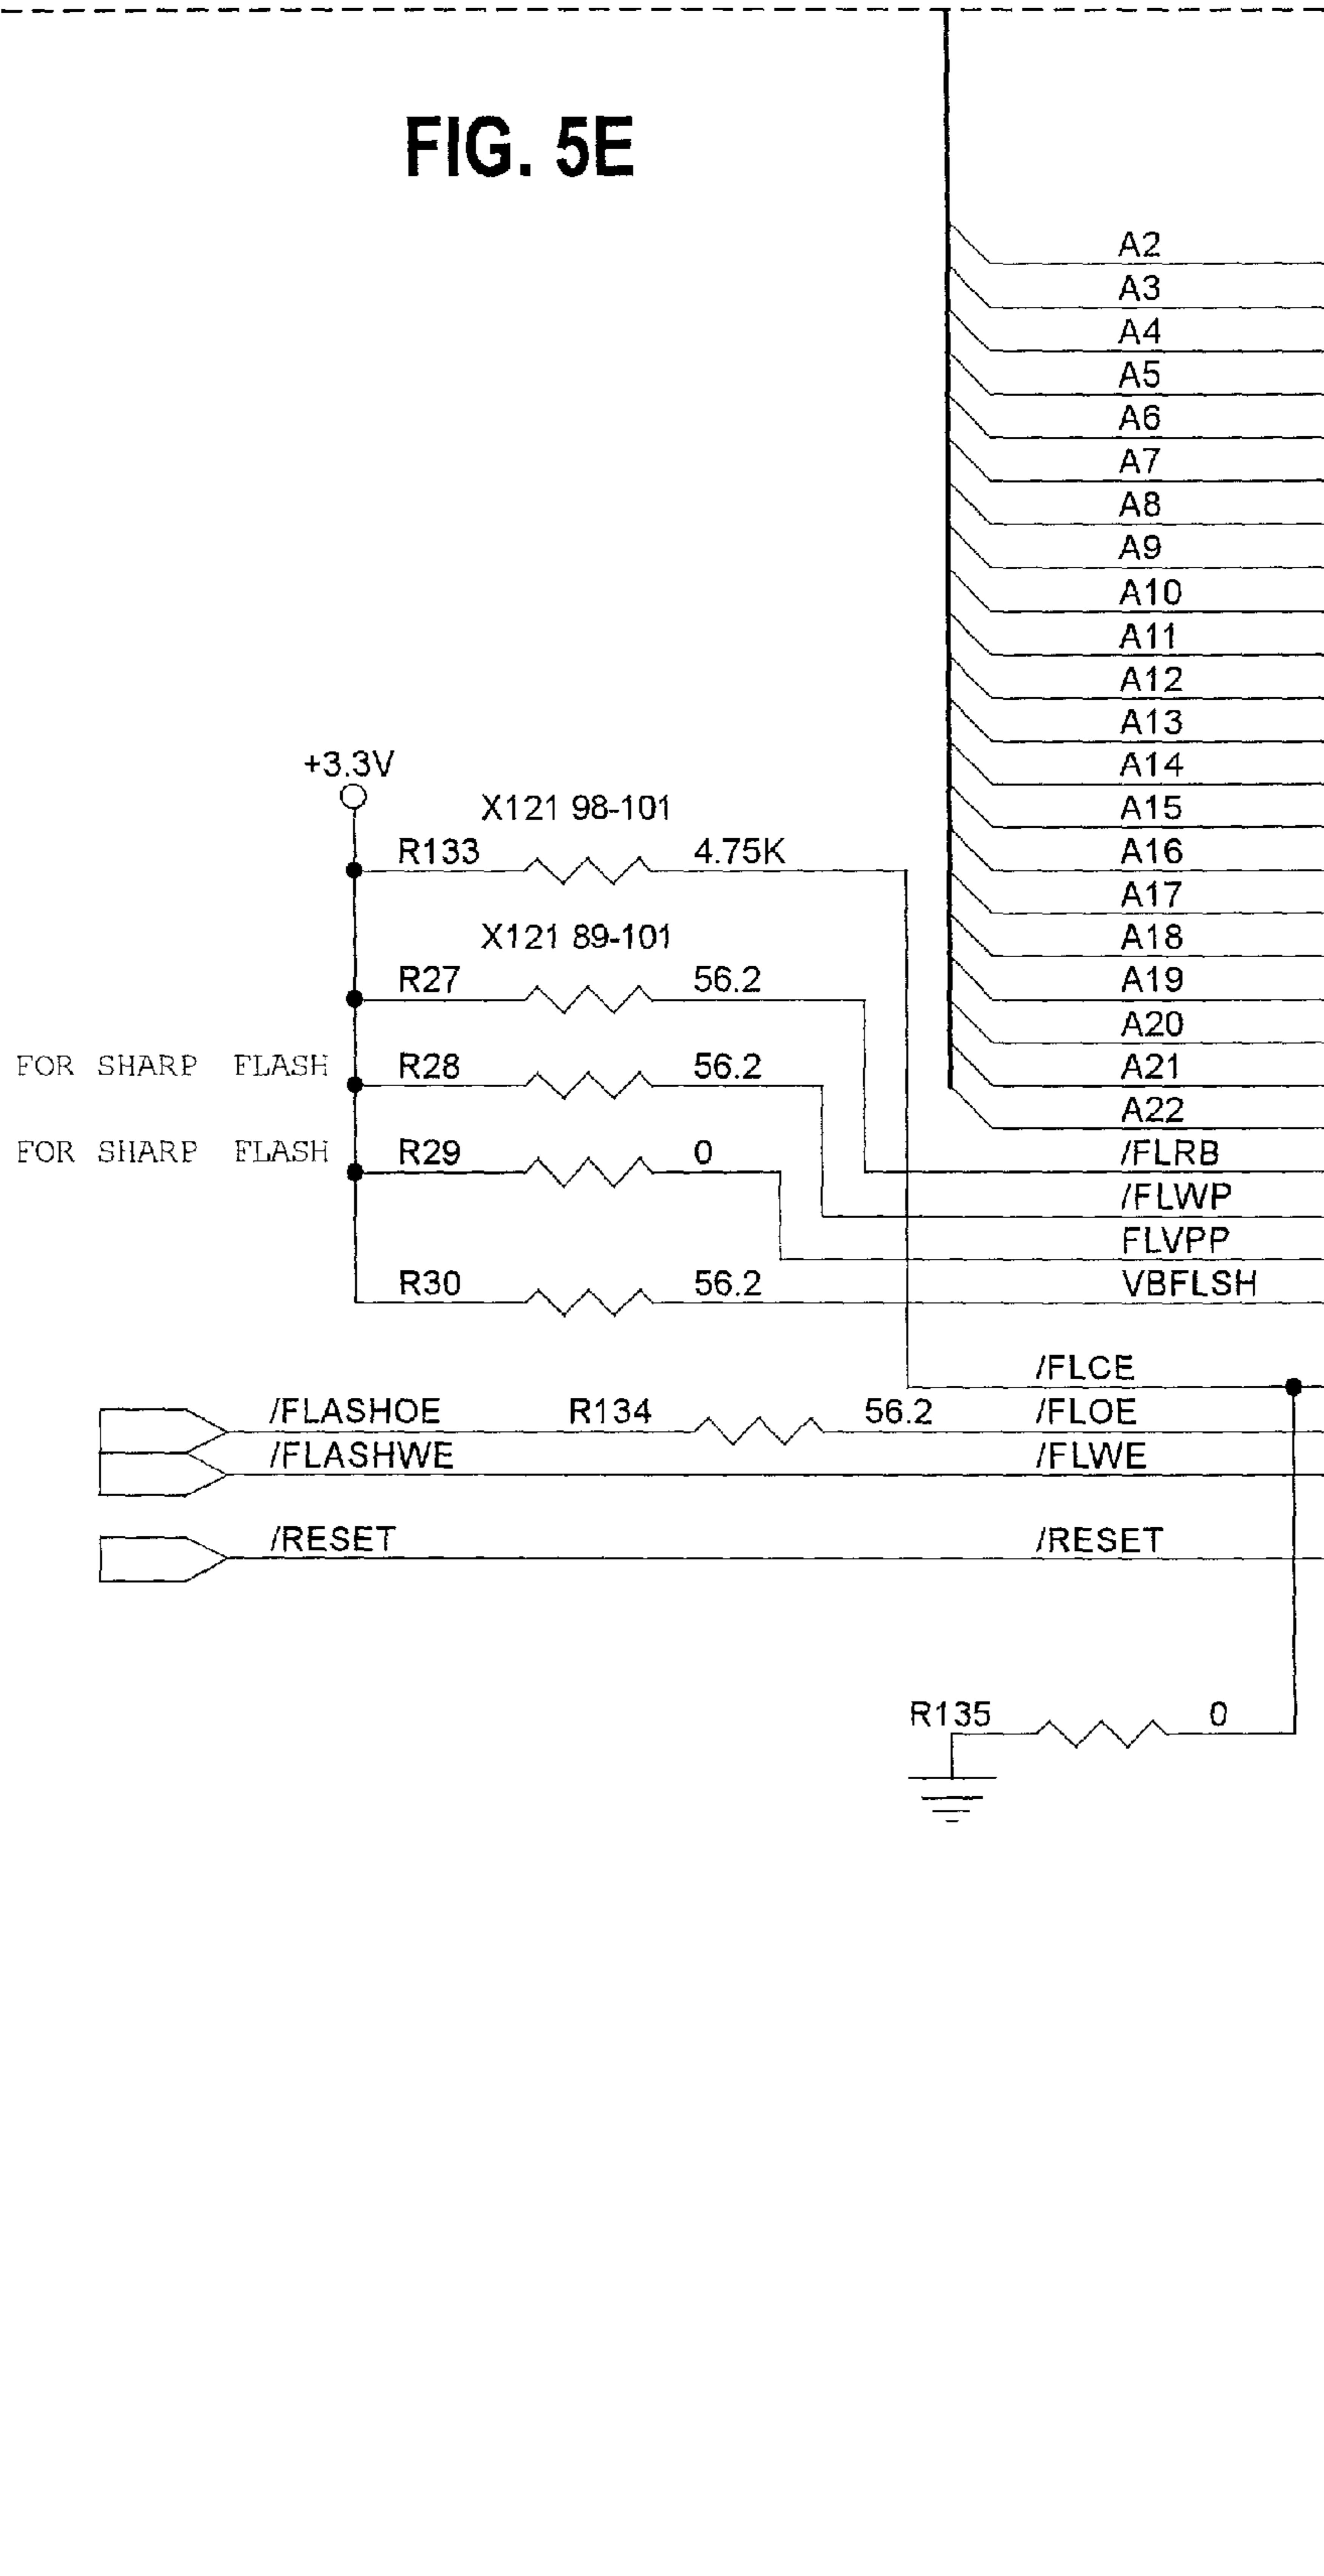 FIG. 5E
A2
A3
A4
A5
A6
A7
A8
A9
A10
A11
A12
A13
A14
A15
A16
A17
A18
A19
A20
A21
A22
/FLRB
/FLWP
FLVPP
VBFLSH
+3.3V
X121 98-101
R133 4.75K
X121 89-101
R27 56.2
FOR SHARP FLASH R28 56.2
FOR SHARP FLASH R29 0
R30 56.2
/FLCE
/FLASHOE R134 56.2 /FLOE
/FLASHWE /FLWE
/RESET /RESET
R135 0